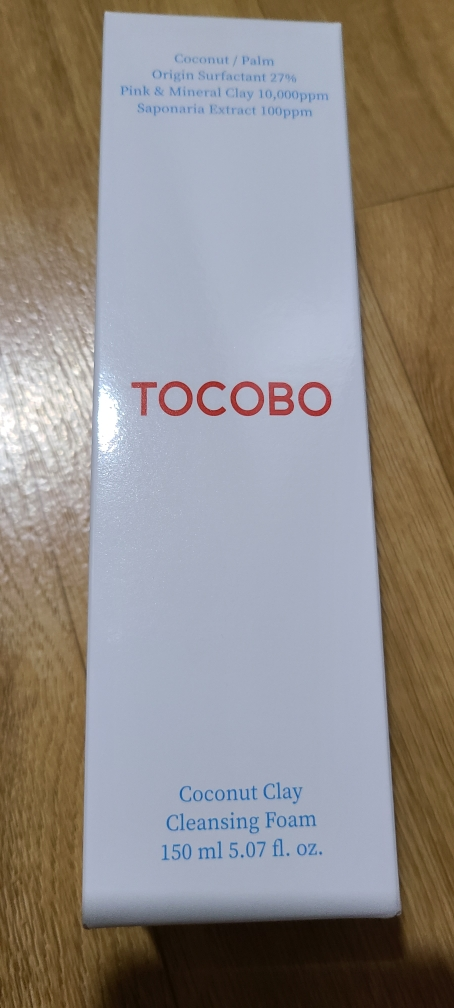 Coconut / Palm
Origin Surfactant 27%
Pink & Mineral Clay 10,000ppm
Saponaria Extract 100ppm
TOCOBO
Coconut Clay
Cleansing Foam
150 ml 5.07 fl. oz.